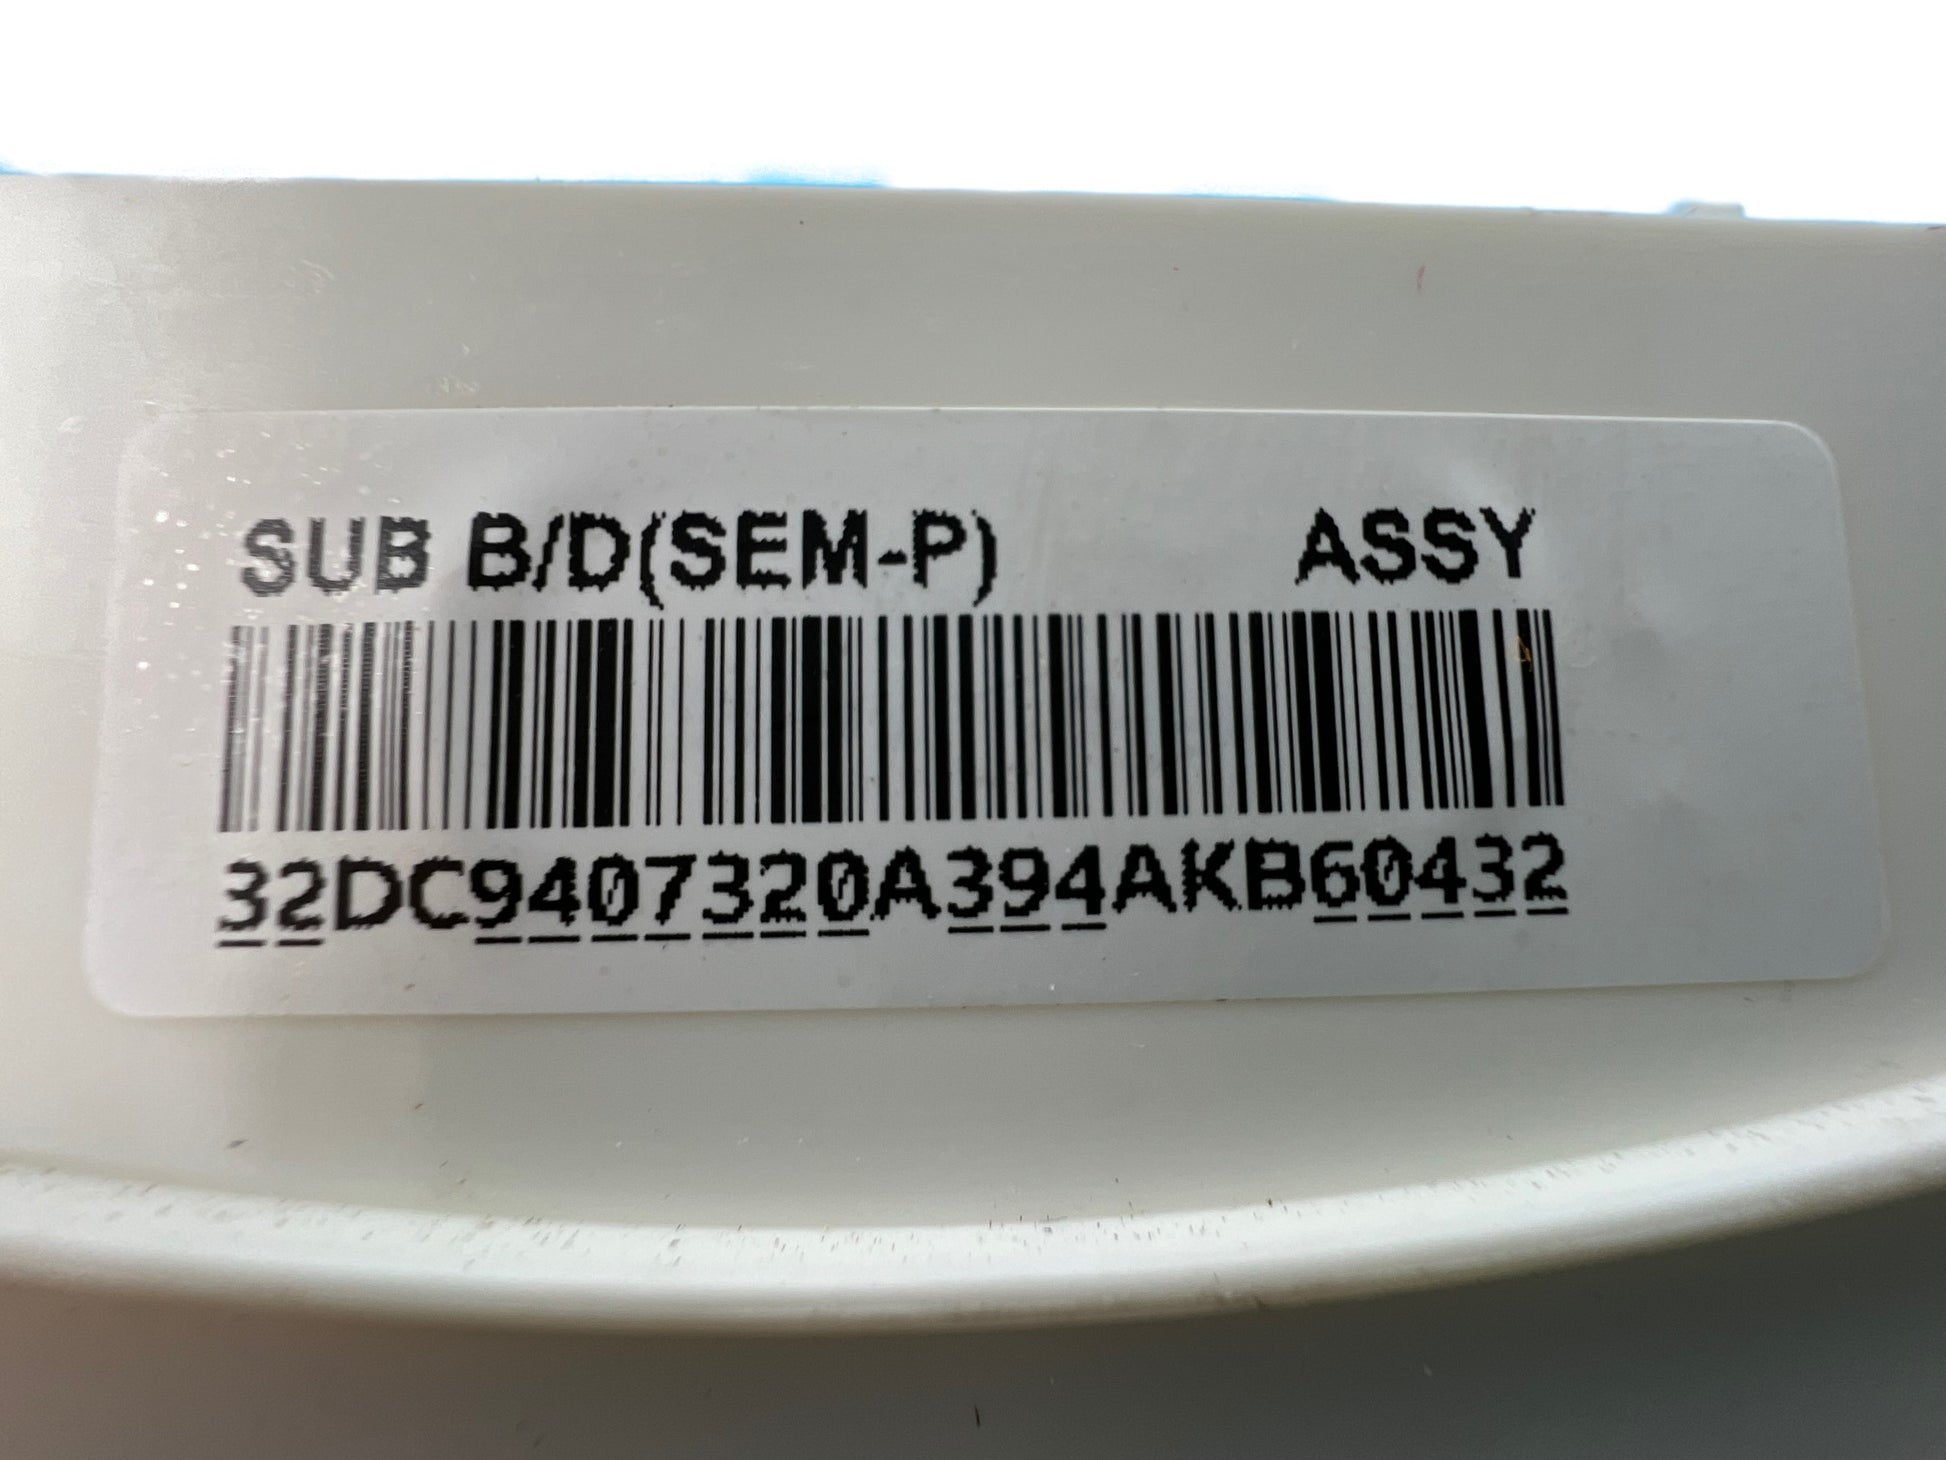 SUB B/D(SEM-P) ASSY
32DC9407320A394AKB60432